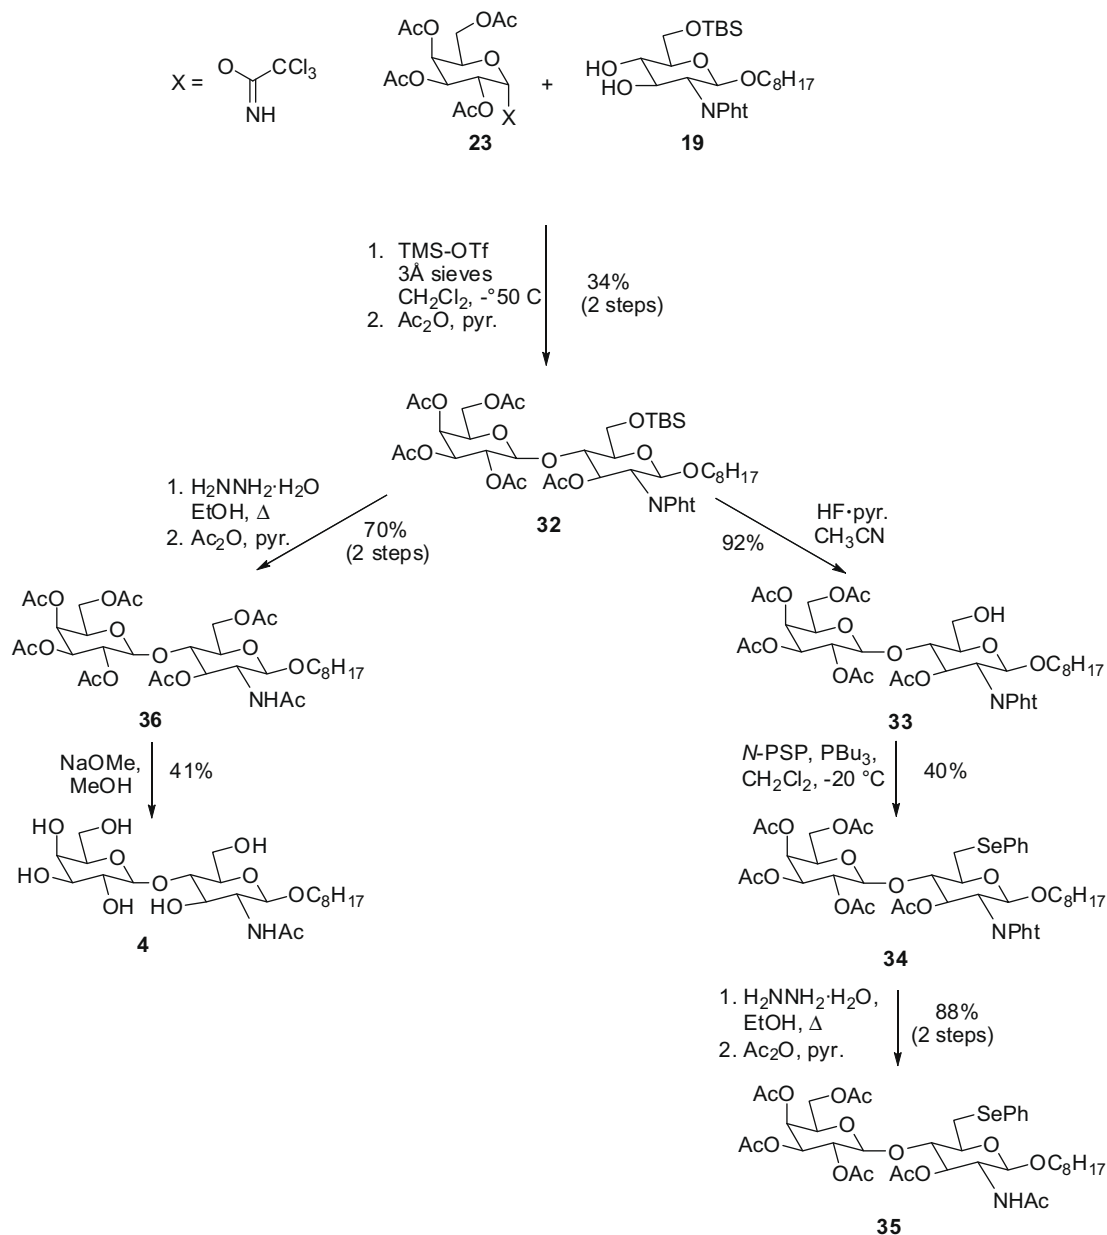 X =
O
CCl3
NH
AcO
OAc
O
AcO
AcO
X
23
+
OTBS
HO
O
HO
OC8H17
NPht
19
1. TMS-OTf
3Å sieves
CH2Cl2, -°50 C
2. Ac2O, pyr.
34%
(2 steps)
AcO
OAc
O
AcO
OAc
O
OTBS
O
AcO
OC8H17
NPht
32
1. H2NNH2·H2O
EtOH, Δ
2. Ac2O, pyr.
70%
(2 steps)
92%
HF•pyr.
CH3CN
AcO
OAc
O
AcO
AcO
O
OAc
O
AcO
OC8H17
NHAc
36
AcO
OAc
O
AcO
OAc
O
OH
O
AcO
OC8H17
NPht
33
NaOMe,
MeOH
41%
N-PSP, PBu3,
CH2Cl2, -20 °C
40%
HO
OH
O
HO
OH
O
OH
O
HO
OC8H17
NHAc
4
AcO
OAc
O
AcO
OAc
O
SePh
O
AcO
OC8H17
NPht
34
1. H2NNH2·H2O,
EtOH, Δ
2. Ac2O, pyr.
88%
(2 steps)
AcO
OAc
O
AcO
OAc
O
SePh
O
AcO
OC8H17
NHAc
35